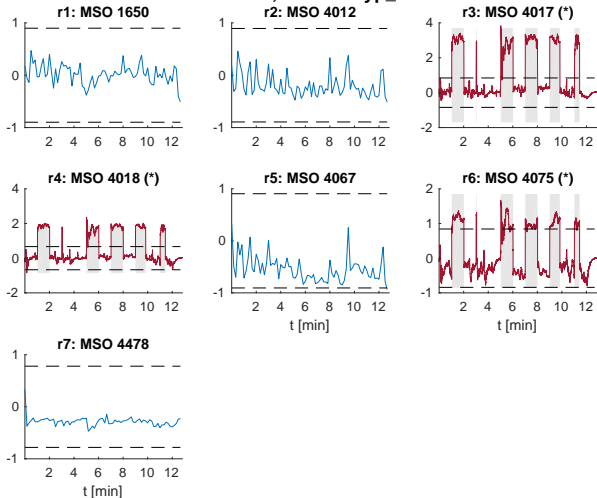 r1: MSO 1650
1
0
-1
2 4 6 8 10 12
r2: MSO 4012
1
0
-1
2 4 6 8 10 12
r3: MSO 4017 (*)
4
2
0
-2
2 4 6 8 10 12
r4: MSO 4018 (*)
4
2
0
-2
2 4 6 8 10 12
r5: MSO 4067
1
0
-1
2 4 6 8 10 12
t [min]
r6: MSO 4075 (*)
2
1
0
-1
2 4 6 8 10 12
t [min]
r7: MSO 4478
1
0
-1
2 4 6 8 10 12
t [min]